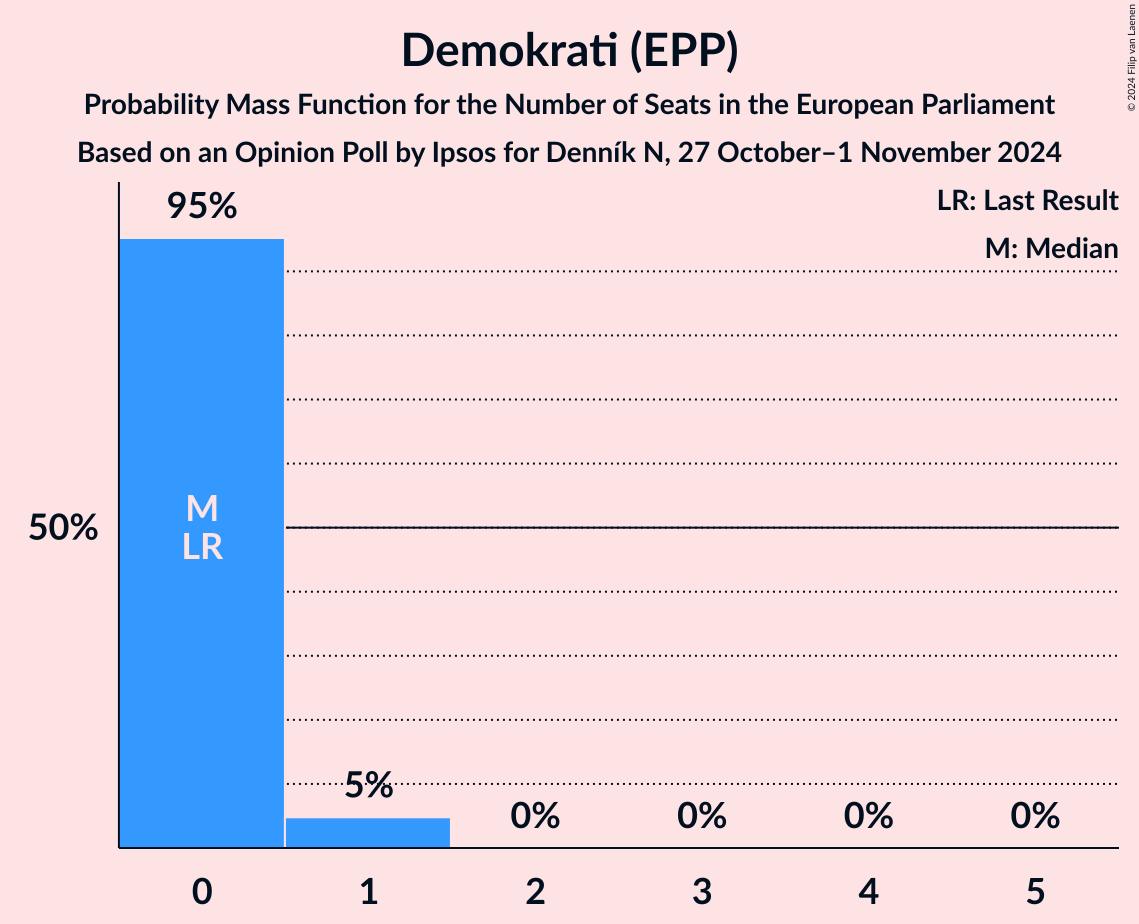 Demokrati (EPP)
Probability Mass Function for the Number of Seats in the European Parliament
Based on an Opinion Poll by Ipsos for Denník N, 27 October–1 November 2024
© 2024 Filip van Laenen
LR: Last Result
M: Median
95%
M
LR
50%
5%
0%
0%
0%
0%
0
1
2
3
4
5